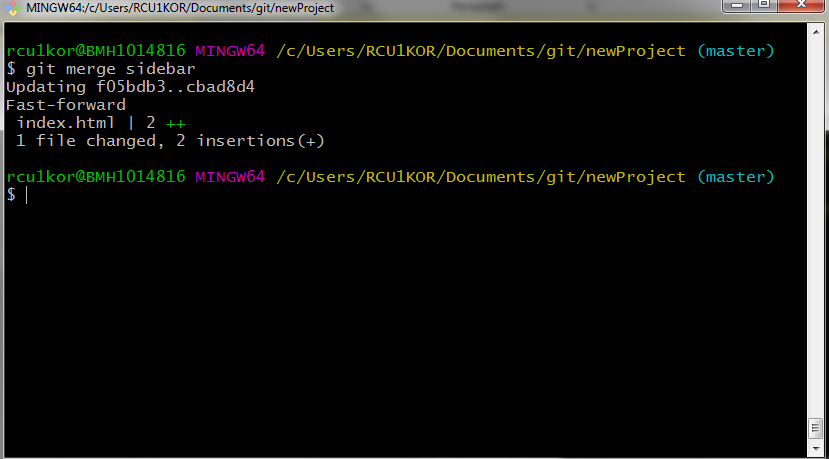 MINGW64:/c/Users/RCU1KOR/Documents/git/newProject
rcu1kor@BMH1014816 MINGW64 /c/Users/RCU1KOR/Documents/git/newProject (master)
$ git merge sidebar
Updating f05bdb3..cbad8d4
Fast-forward
 index.html | 2 ++
 1 file changed, 2 insertions(+)
rcu1kor@BMH1014816 MINGW64 /c/Users/RCU1KOR/Documents/git/newProject (master)
$